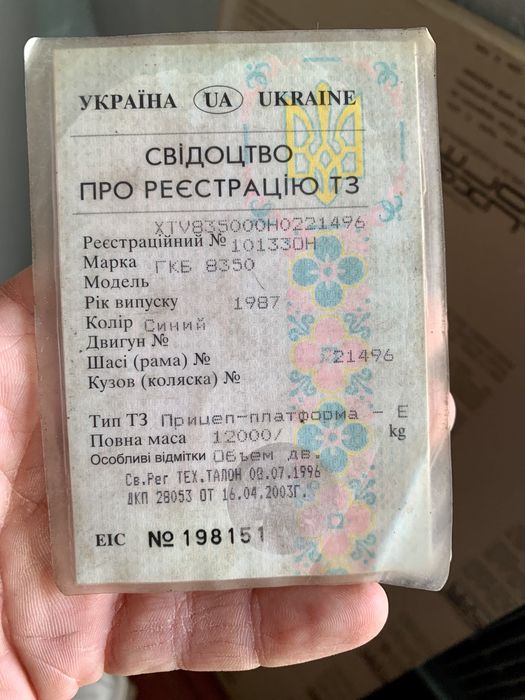 УКРАЇНА UA UKRAINE
СВІДОЦТВО
ПРО РЕЄСТРАЦІЮ ТЗ
XTV835000H0221496
Реєстраційний № 10133OH
Марка ГКБ 8350
Модель
Рік випуску 1987
Колір Синий
Двигун №
Шасі (рама) № 221496
Кузов (коляска) №
Тип ТЗ Прицеп-платформа - Е
Повна маса 12000/ kg
Особливі відмітки Объем дв.
Св.Рег ТЕХ.ТАЛОН 08.07.1996
ДКП 28053 ОТ 16.04.2003Г.
ЕІС № 198151